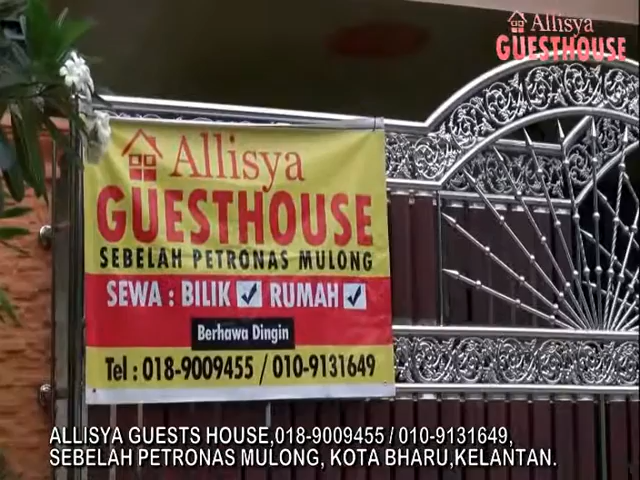 Allisya
GUESTHOUSE
Allisya
GUESTHOUSE
SEBELAH PETRONAS MULONG
SEWA : BILIK RUMAH
Berhawa Dingin
Tel : 018-9009455 / 010-9131649
ALLISYA GUESTS HOUSE,018-9009455 / 010-9131649,
SEBELAH PETRONAS MULONG, KOTA BHARU,KELANTAN.